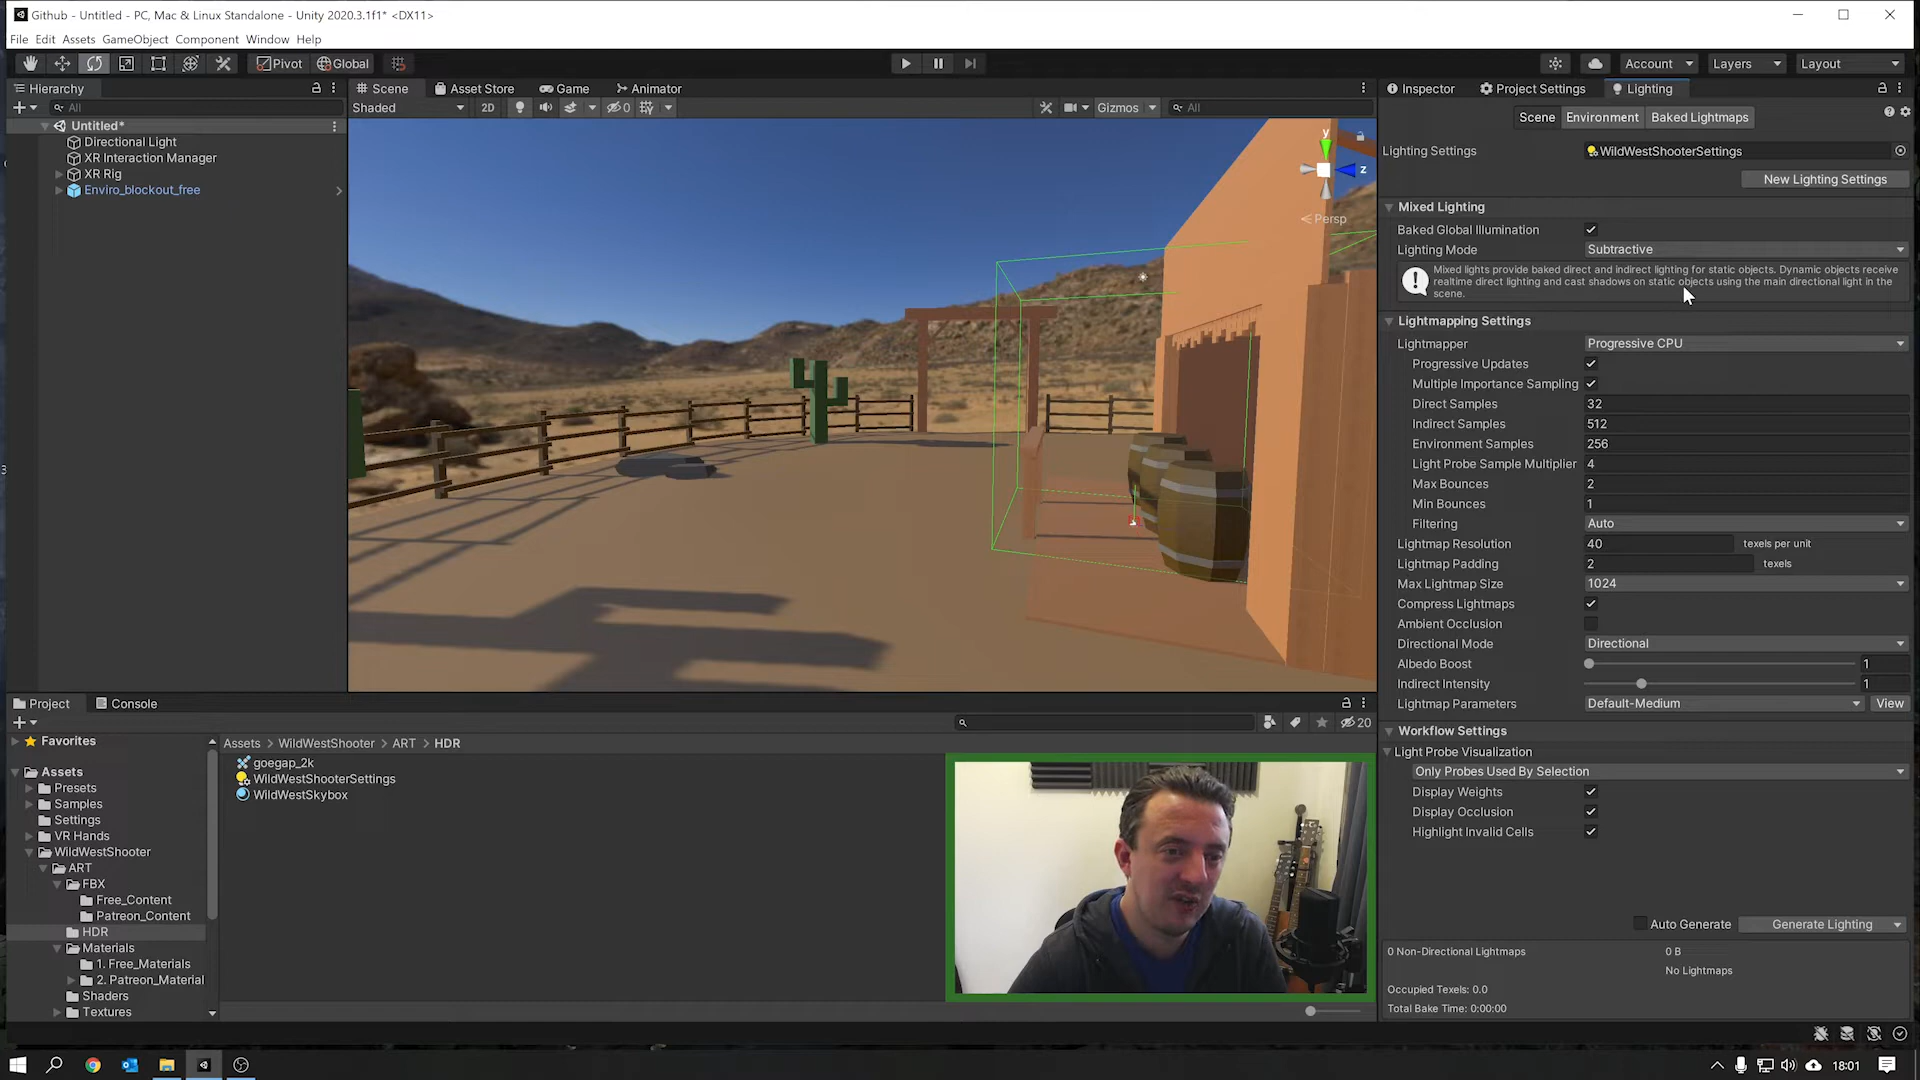 Github - Untitled - PC, Mac & Linux Standalone - Unity 2020.3.1f1* <DX11>
File Edit Assets GameObject Component Window Help
Pivot Global Account Layers Layout
Hierarchy
All
Untitled*
Directional Light
XR Interaction Manager
XR Rig
Enviro_blockout_free
Scene Asset Store Game Animator
Shaded 2D 0 Gizmos All
y
z
Persp
Inspector Project Settings Lighting
Scene Environment Baked Lightmaps
Lighting Settings WildWestShooterSettings
New Lighting Settings
Mixed Lighting
Baked Global Illumination
Lighting Mode Subtractive
Mixed lights provide baked direct and indirect lighting for static objects. Dynamic objects receive
realtime direct lighting and cast shadows on static objects using the main directional light in the
scene.
Lightmapping Settings
Lightmapper Progressive CPU
Progressive Updates
Multiple Importance Sampling
Direct Samples 32
Indirect Samples 512
Environment Samples 256
Light Probe Sample Multiplier 4
Max Bounces 2
Min Bounces 1
Filtering Auto
Lightmap Resolution 40 texels per unit
Lightmap Padding 2 texels
Max Lightmap Size 1024
Compress Lightmaps
Ambient Occlusion
Directional Mode Directional
Albedo Boost 1
Indirect Intensity 1
Lightmap Parameters Default-Medium View
Workflow Settings
Light Probe Visualization
Only Probes Used By Selection
Display Weights
Display Occlusion
Highlight Invalid Cells
Auto Generate Generate Lighting
0 Non-Directional Lightmaps 0 B
No Lightmaps
Occupied Texels: 0.0
Total Bake Time: 0:00:00
Project Console
20
Favorites
Assets
Presets
Samples
Settings
VR Hands
WildWestShooter
ART
FBX
Free_Content
Patreon_Content
HDR
Materials
1. Free_Materials
2. Patreon_Material
Shaders
Textures
Assets > WildWestShooter > ART > HDR
goegap_2k
WildWestShooterSettings
WildWestSkybox
18:01